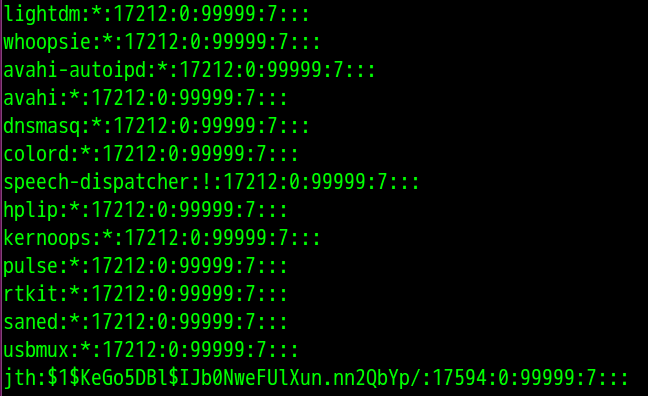 lightdm:*:17212:0:99999:7:::
whoopsie:*:17212:0:99999:7:::
avahi-autoipd:*:17212:0:99999:7:::
avahi:*:17212:0:99999:7:::
dnsmasq:*:17212:0:99999:7:::
colord:*:17212:0:99999:7:::
speech-dispatcher:!:17212:0:99999:7:::
hplip:*:17212:0:99999:7:::
kernoops:*:17212:0:99999:7:::
pulse:*:17212:0:99999:7:::
rtkit:*:17212:0:99999:7:::
saned:*:17212:0:99999:7:::
usbmux:*:17212:0:99999:7:::
jth:$1$KeGo5DBl$IJb0NweFUlXun.nn2QbYp/:17594:0:99999:7:::